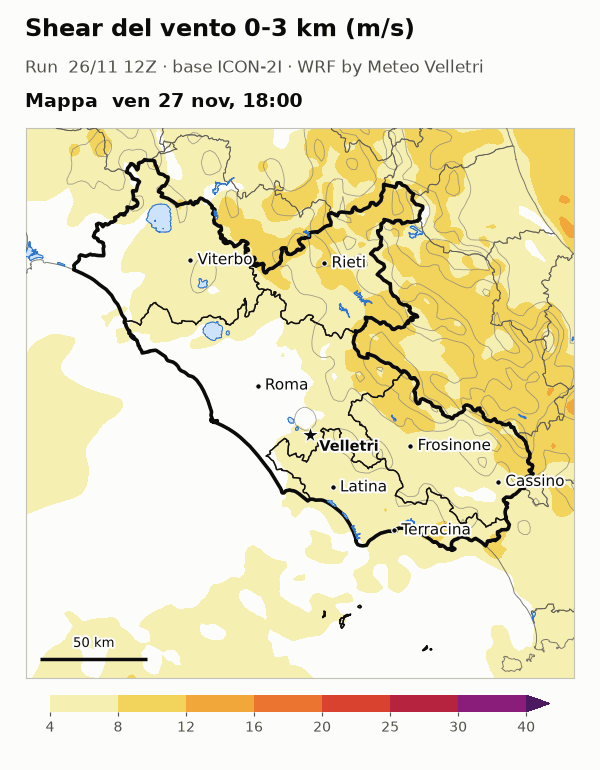 Shear del vento 0-3 km (m/s)
Run  26/11 12Z · base ICON-2I · WRF by Meteo Velletri
Mappa  ven 27 nov, 18:00
Viterbo
Rieti
Roma
Velletri
Frosinone
Cassino
Latina
Terracina
50 km
4 8 12 16 20 25 30 40